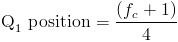 Q₁ position = (f_c + 1) / 4